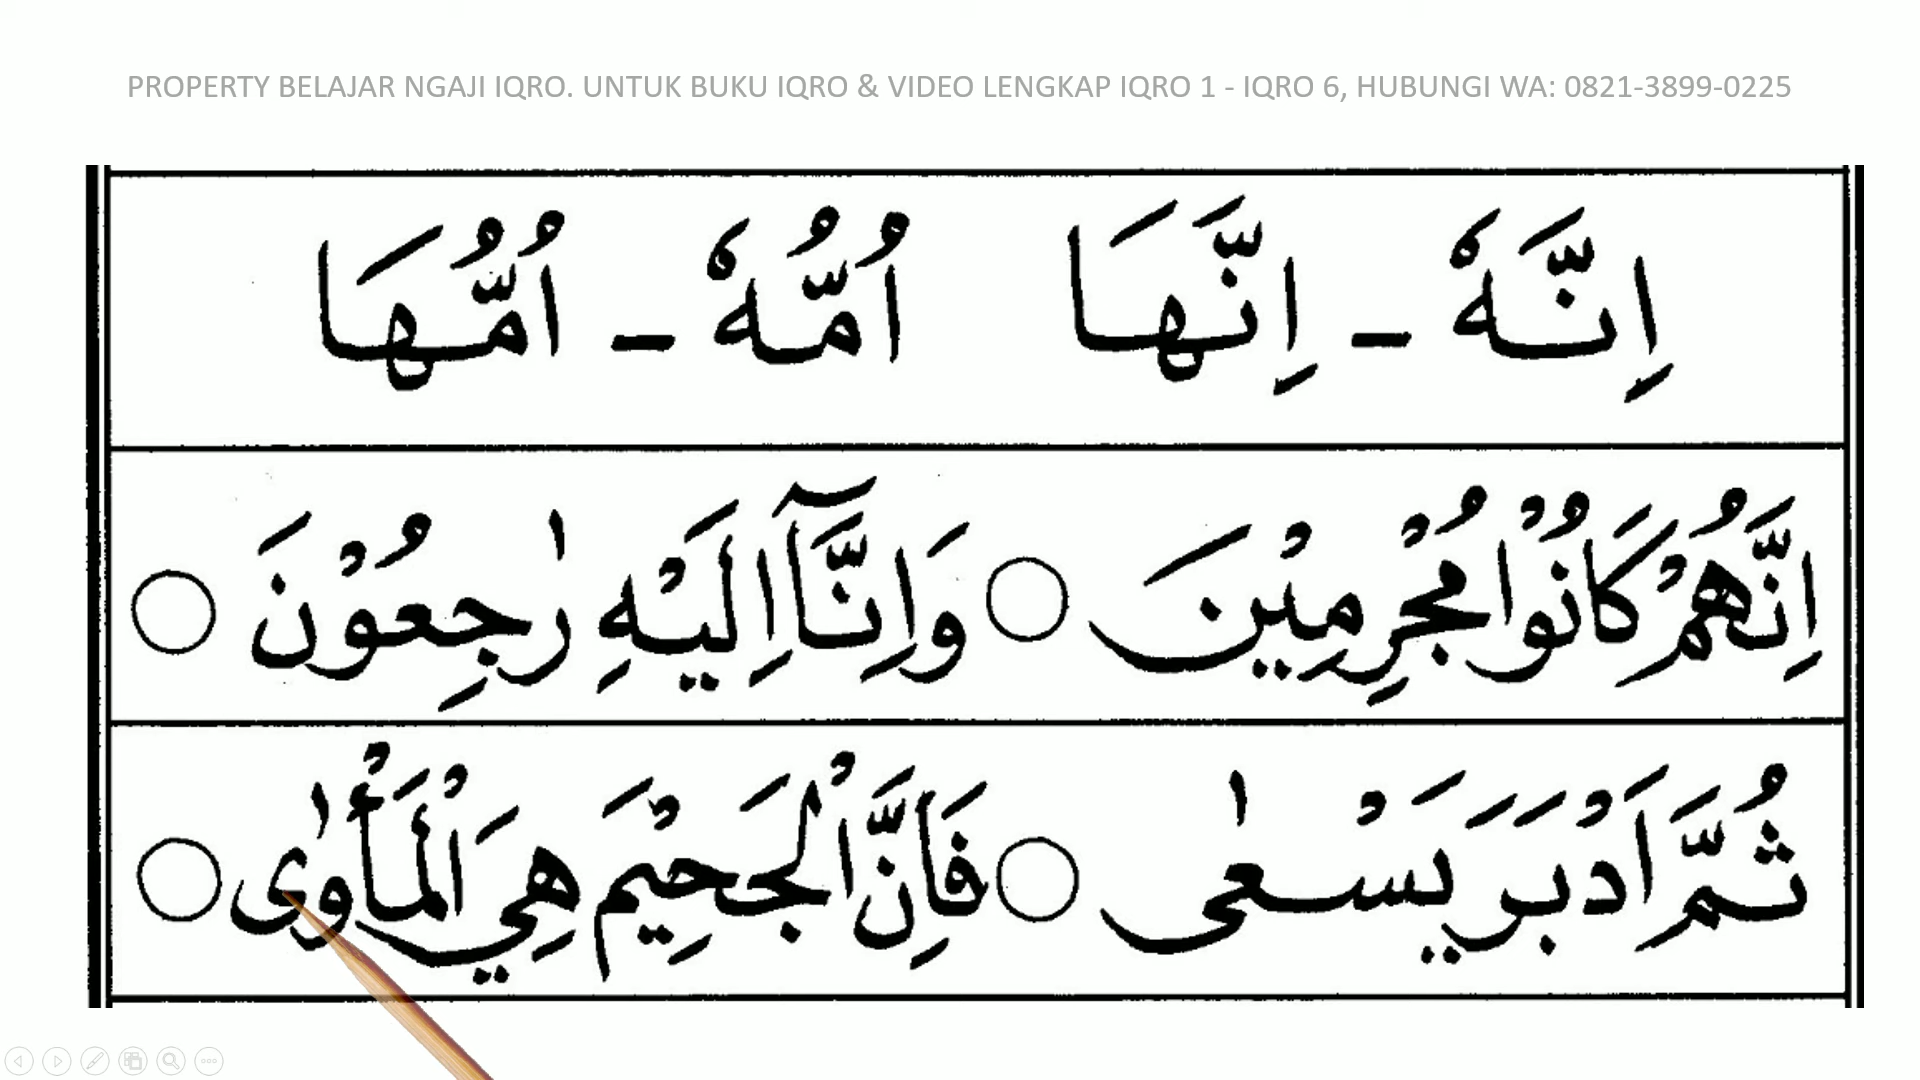 PROPERTY BELAJAR NGAJI IQRO. UNTUK BUKU IQRO & VIDEO LENGKAP IQRO 1 - IQRO 6, HUBUNGI WA: 0821-3899-0225
اِنَّهٗ - اِنَّهَا اُمُّهٗ - اُمُّهَا
اِنَّهُمْ كَانُوْا مُجْرِمِيْنَ ○ وَاِنَّآ اِلَيْهِ رٰجِعُوْنَ ○
ثُمَّ اَدْبَرَ يَسْعٰى ○ فَاِنَّ الْجَحِيْمَ هِيَ الْمَأْوٰى ○